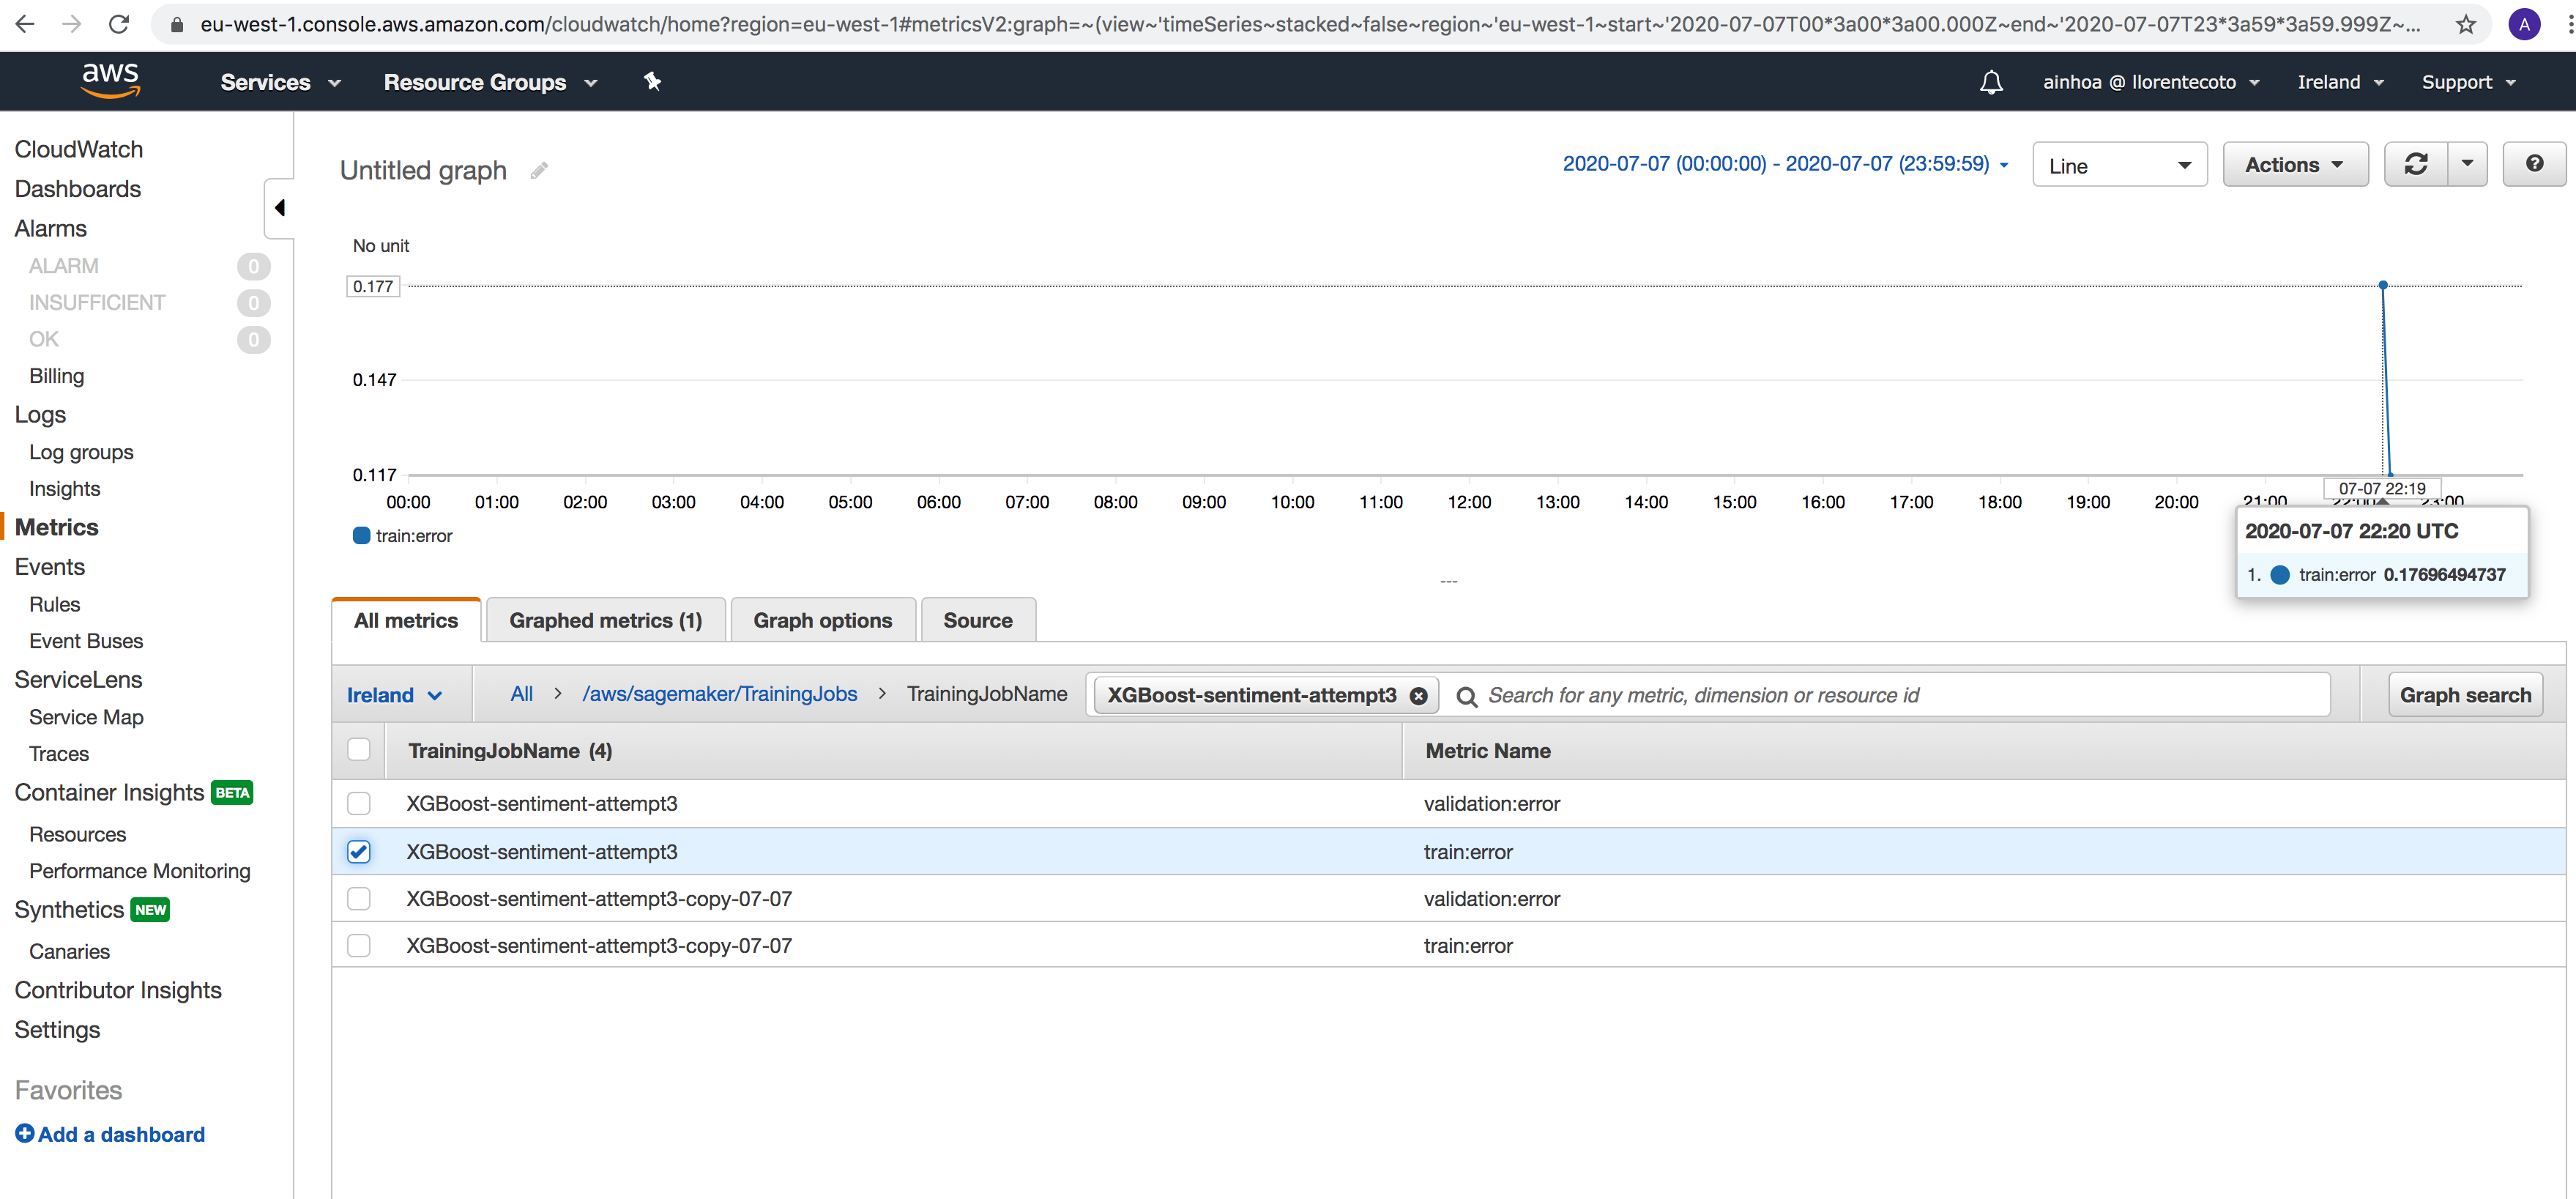 eu-west-1.console.aws.amazon.com/cloudwatch/home?region=eu-west-1#metricsV2:graph=~(view~'timeSeries~stacked~false~region~'eu-west-1~start~'2020-07-07T00*3a00*3a00.000Z~end~'2020-07-07T23*3a59*3a59.999Z~...
A
aws
Services
Resource Groups
ainhoa @ llorentecoto
Ireland
Support
CloudWatch
Dashboards
Alarms
ALARM 0
INSUFFICIENT 0
OK 0
Billing
Logs
Log groups
Insights
Metrics
Events
Rules
Event Buses
ServiceLens
Service Map
Traces
Container Insights BETA
Resources
Performance Monitoring
Synthetics NEW
Canaries
Contributor Insights
Settings
Favorites
Add a dashboard
Untitled graph
2020-07-07 (00:00:00) - 2020-07-07 (23:59:59)
Line
Actions
?
No unit
0.177
0.147
0.117
00:00 01:00 02:00 03:00 04:00 05:00 06:00 07:00 08:00 09:00 10:00 11:00 12:00 13:00 14:00 15:00 16:00 17:00 18:00 19:00 20:00 21:00 22:00 23:00
07-07 22:19
train:error
2020-07-07 22:20 UTC
1. train:error 0.17696494737
All metrics
Graphed metrics (1)
Graph options
Source
Ireland
All > /aws/sagemaker/TrainingJobs > TrainingJobName
XGBoost-sentiment-attempt3
Search for any metric, dimension or resource id
Graph search
TrainingJobName (4) Metric Name
XGBoost-sentiment-attempt3 validation:error
XGBoost-sentiment-attempt3 train:error
XGBoost-sentiment-attempt3-copy-07-07 validation:error
XGBoost-sentiment-attempt3-copy-07-07 train:error